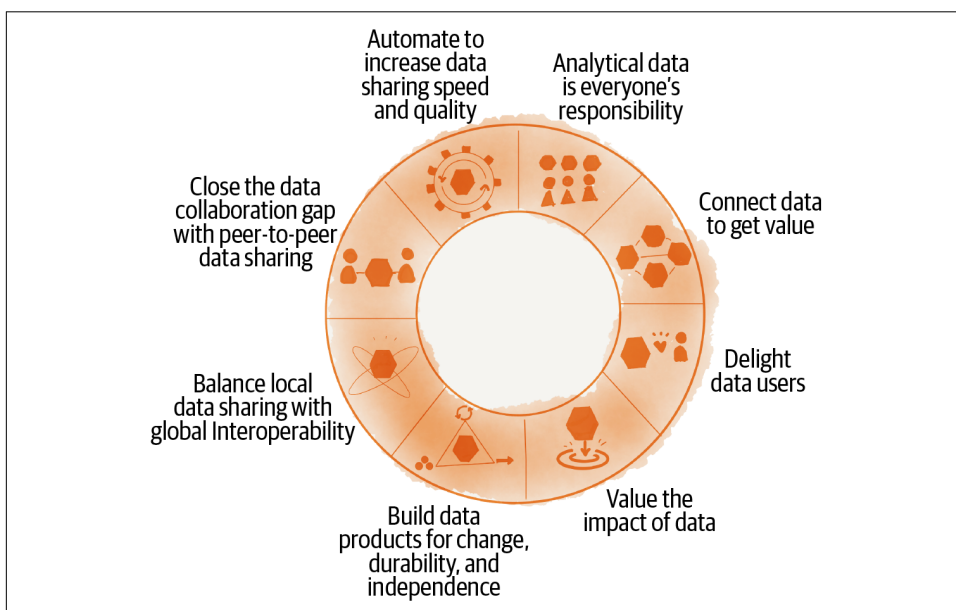 Automate to
increase data
sharing speed
and quality
Analytical data
is everyone's
responsibility
Connect data
to get value
Delight
data users
Value the
impact of data
Build data
products for change,
durability, and
independence
Balance local
data sharing with
global Interoperability
Close the data
collaboration gap
with peer-to-peer
data sharing